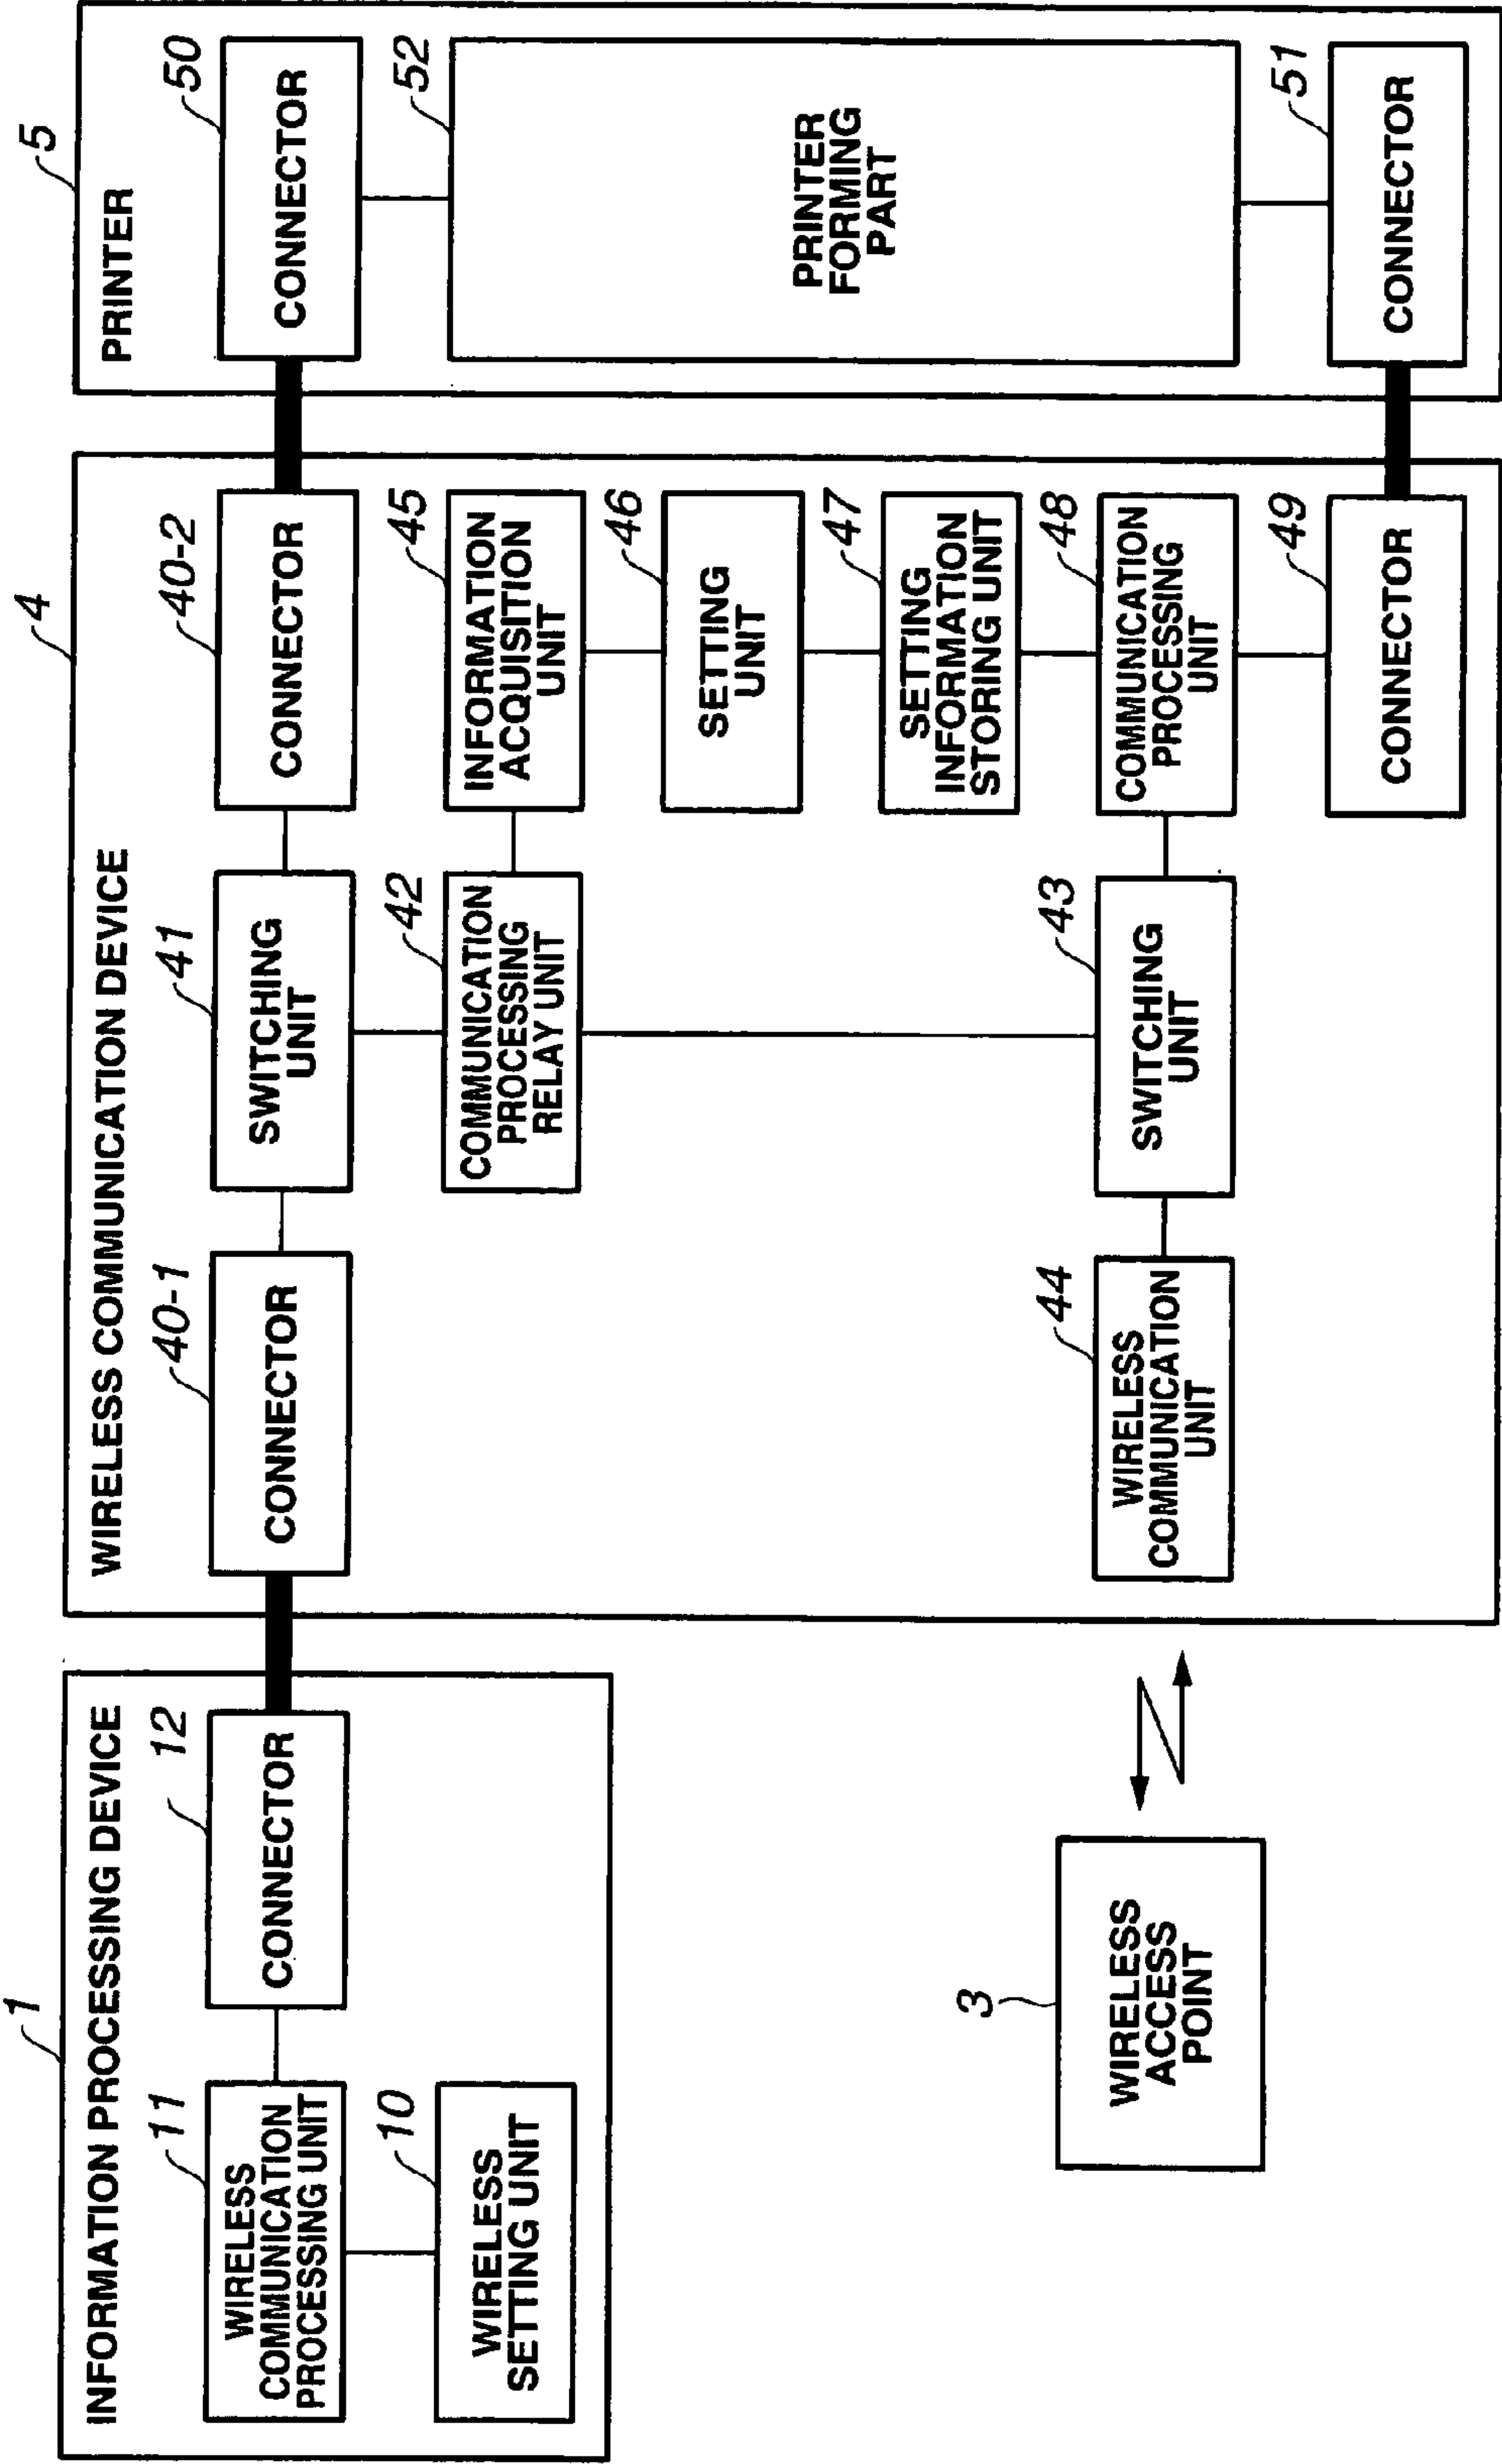 1
INFORMATION PROCESSING DEVICE
11
WIRELESS
COMMUNICATION
PROCESSING UNIT
12
CONNECTOR
10
WIRELESS
SETTING UNIT
3
WIRELESS
ACCESS
POINT
4
WIRELESS COMMUNICATION DEVICE
40-1
CONNECTOR
41
SWITCHING
UNIT
40-2
CONNECTOR
42
COMMUNICATION
PROCESSING
RELAY UNIT
45
INFORMATION
ACQUISITION
UNIT
46
SETTING
UNIT
47
SETTING
INFORMATION
STORING UNIT
44
WIRELESS
COMMUNICATION
UNIT
43
SWITCHING
UNIT
48
COMMUNICATION
PROCESSING
UNIT
49
CONNECTOR
5
PRINTER
50
CONNECTOR
52
PRINTER
FORMING
PART
51
CONNECTOR